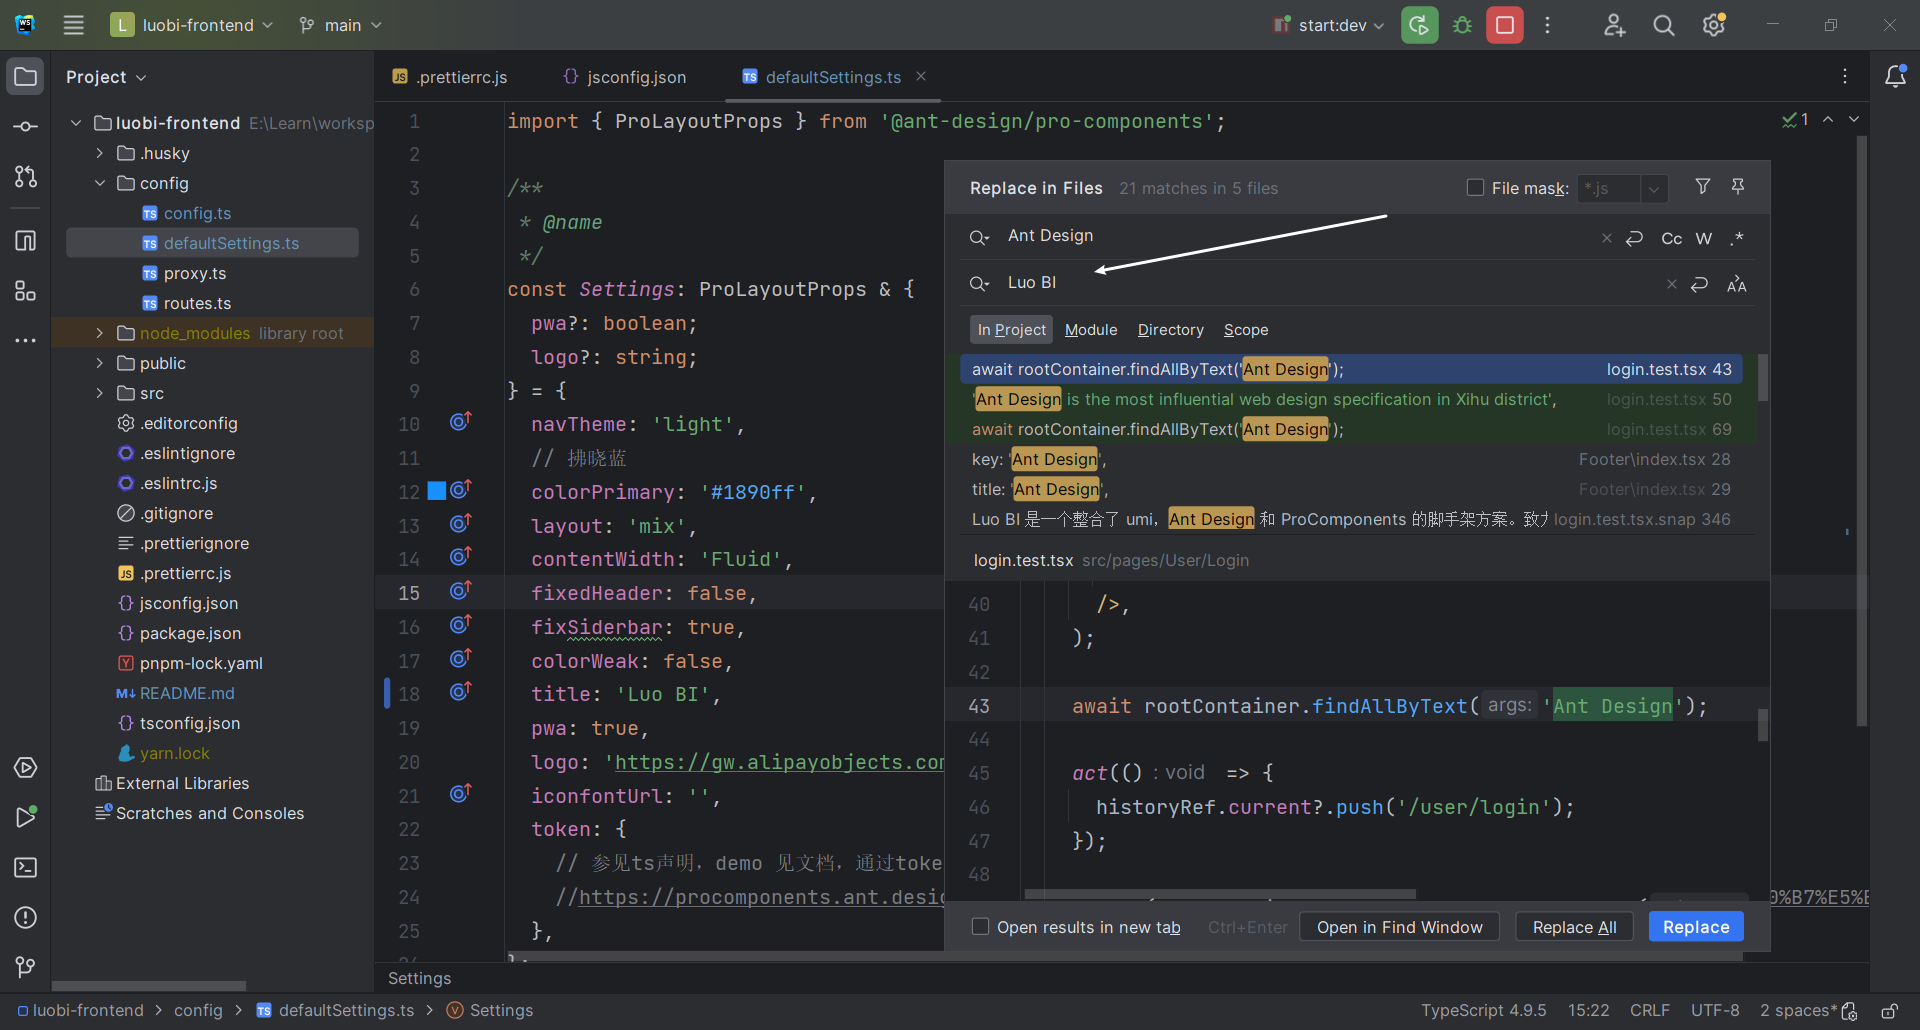 L luobi-frontend main start:dev
Project
.prettierrc.js jsconfig.json defaultSettings.ts
luobi-frontend E:\Learn\worksp
.husky
config
config.ts
defaultSettings.ts
proxy.ts
routes.ts
node_modules library root
public
src
.editorconfig
.eslintignore
.eslintrc.js
.gitignore
.prettierignore
.prettierrc.js
jsconfig.json
package.json
pnpm-lock.yaml
README.md
tsconfig.json
yarn.lock
External Libraries
Scratches and Consoles
1 import { ProLayoutProps } from '@ant-design/pro-components';
2
3 /**
4 * @name
5 */
6 const Settings: ProLayoutProps & {
7 pwa?: boolean;
8 logo?: string;
9 } = {
10 navTheme: 'light',
11 // 拂晓蓝
12 colorPrimary: '#1890ff',
13 layout: 'mix',
14 contentWidth: 'Fluid',
15 fixedHeader: false,
16 fixSiderbar: true,
17 colorWeak: false,
18 title: 'Luo BI',
19 pwa: true,
20 logo: 'https://gw.alipayobjects.com
21 iconfontUrl: '',
22 token: {
23 // 参见ts声明，demo 见文档，通过toke
24 //https://procomponents.ant.desig
25 },
1
Replace in Files 21 matches in 5 files File mask: *.js
Ant Design Cc W .*
Luo BI
In Project Module Directory Scope
await rootContainer.findAllByText('Ant Design'); login.test.tsx 43
'Ant Design is the most influential web design specification in Xihu district', login.test.tsx 50
await rootContainer.findAllByText('Ant Design'); login.test.tsx 69
key: 'Ant Design', Footer\index.tsx 28
title: 'Ant Design', Footer\index.tsx 29
Luo BI 是一个整合了 umi，Ant Design 和 ProComponents 的脚手架方案。致力 login.test.tsx.snap 346
login.test.tsx src/pages/User/Login
40 />,
41 );
42
43 await rootContainer.findAllByText( args: 'Ant Design');
44
45 act(() : void => {
46 historyRef.current?.push('/user/login');
47 });
48
0%B7%E5%E
Open results in new tab Ctrl+Enter Open in Find Window Replace All Replace
Settings
luobi-frontend > config > defaultSettings.ts > Settings TypeScript 4.9.5 15:22 CRLF UTF-8 2 spaces*